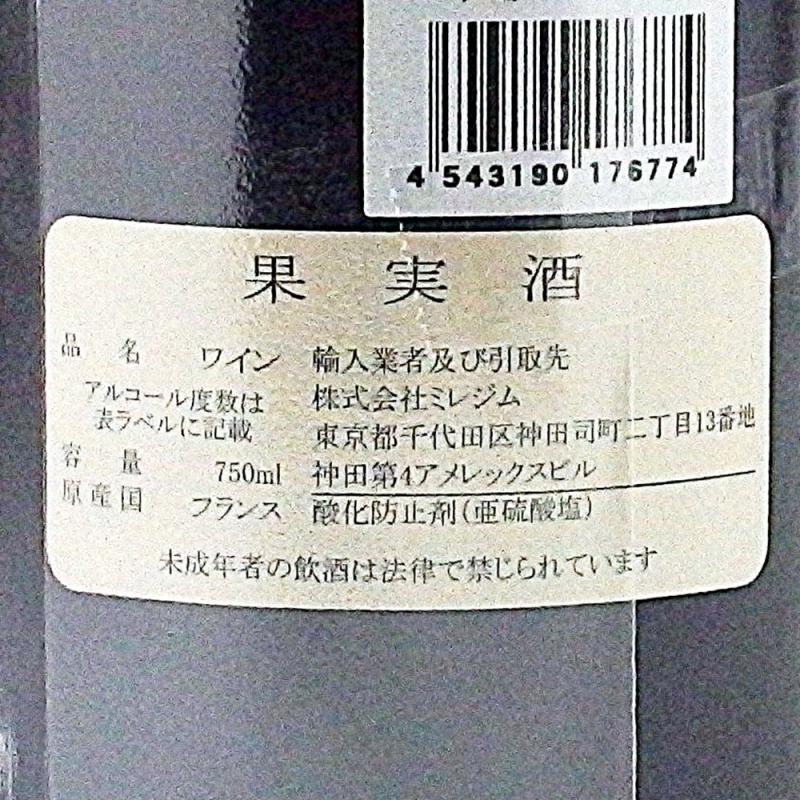 4 543190 176774
果実酒
品名 ワイン
アルコール度数は
表ラベルに記載
容量 750ml
原産国 フランス
輸入業者及び引取先
株式会社ミレジム
東京都千代田区神田司町二丁目13番地
神田第4アメレックスビル
酸化防止剤(亜硫酸塩)
未成年者の飲酒は法律で禁じられています